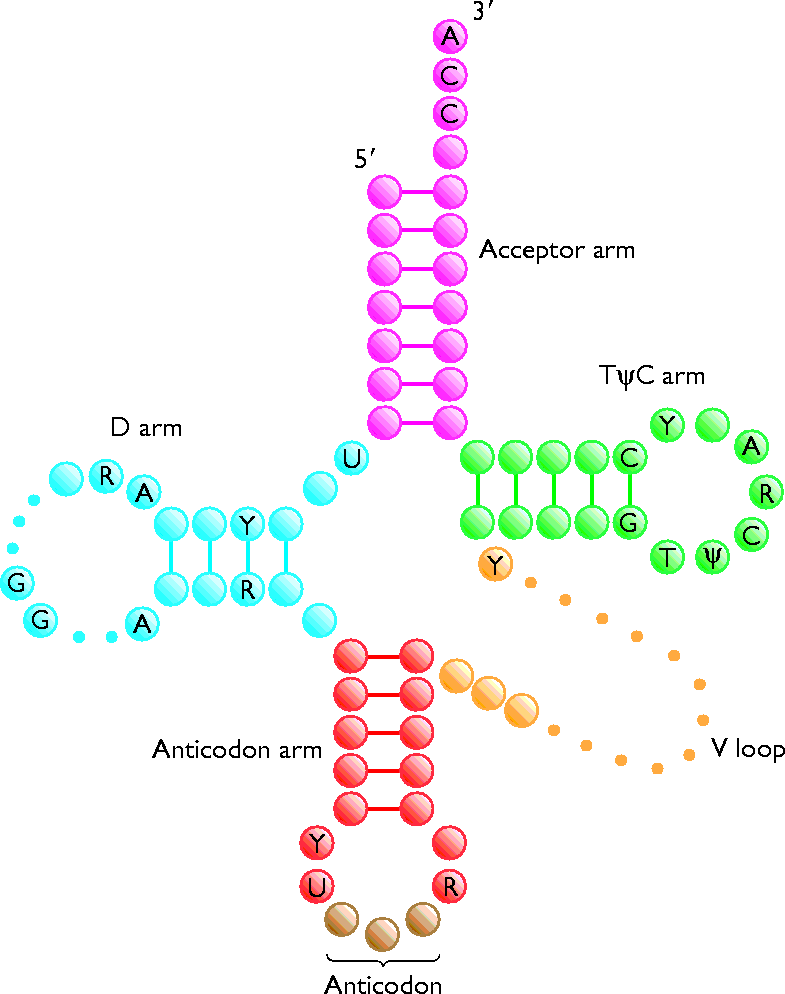 3′
A
C
C
5′
Acceptor arm
TψC arm
D arm
Y
A
U
C
R
R
A
Y
G
C
T
ψ
G
R
Y
G
A
V loop
Anticodon arm
Y
U
R
Anticodon